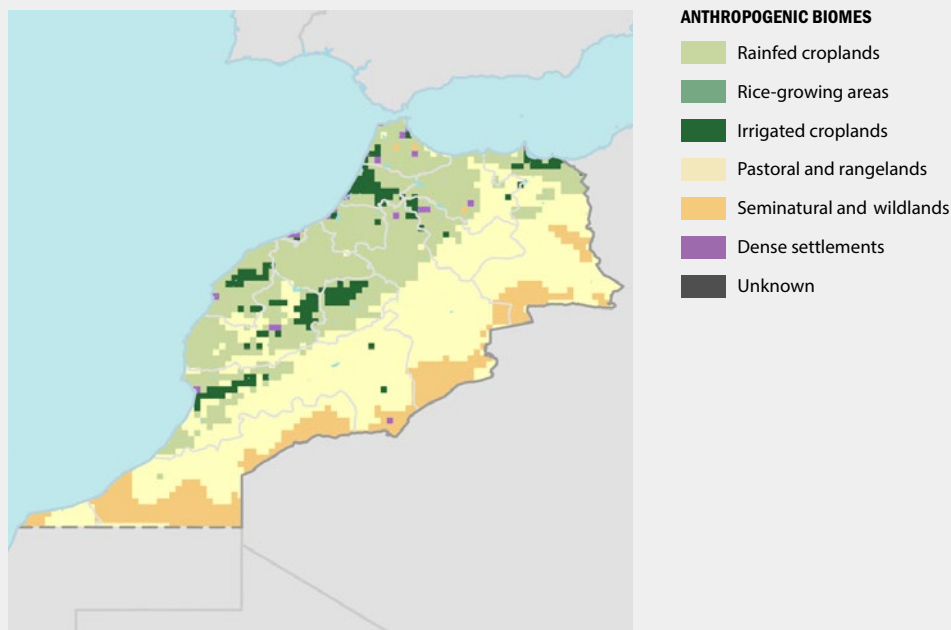 ANTHROPOGENIC BIOMES
Rainfed croplands
Rice-growing areas
Irrigated croplands
Pastoral and rangelands
Seminatural and wildlands
Dense settlements
Unknown